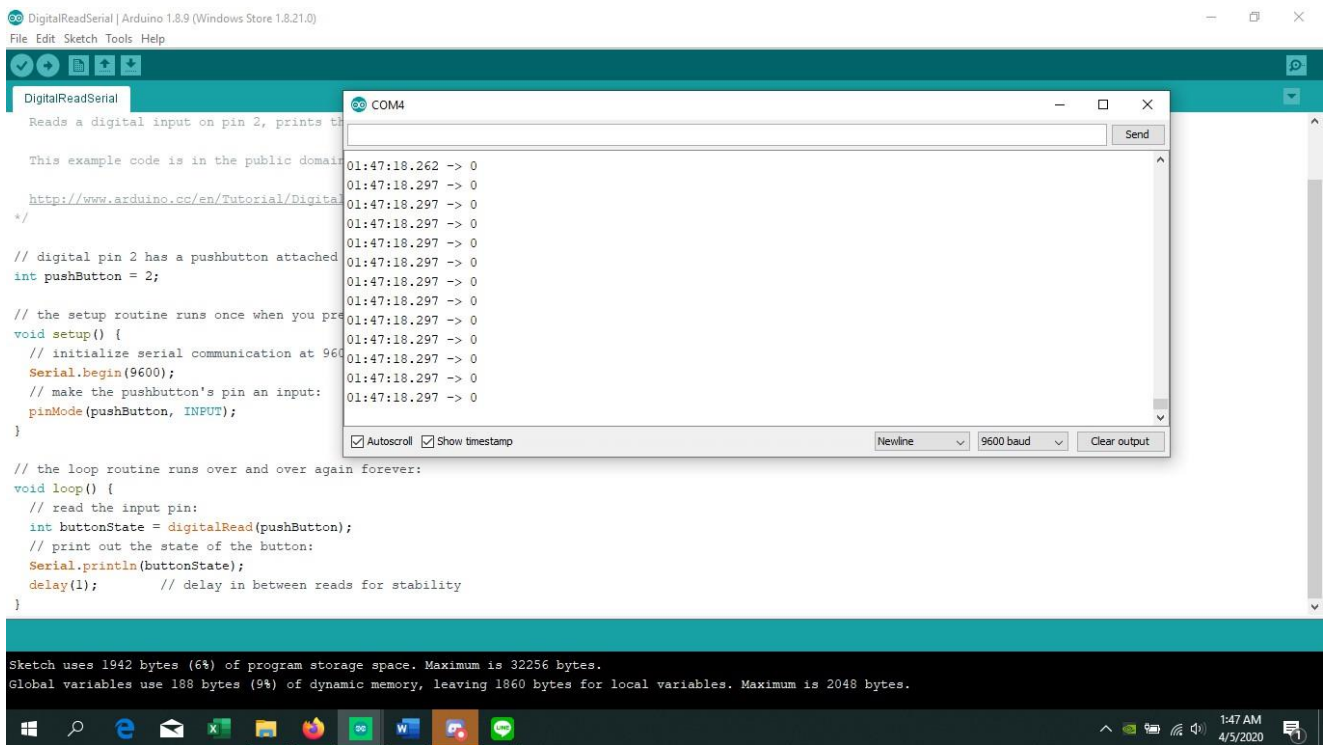 DigitalReadSerial | Arduino 1.8.9 (Windows Store 1.8.21.0)
File Edit Sketch Tools Help
DigitalReadSerial
Reads a digital input on pin 2, prints th
This example code is in the public domain
http://www.arduino.cc/en/Tutorial/Digital
*/
// digital pin 2 has a pushbutton attached
int pushButton = 2;
// the setup routine runs once when you pre
void setup() {
// initialize serial communication at 960
Serial.begin(9600);
// make the pushbutton's pin an input:
pinMode(pushButton, INPUT);
}
// the loop routine runs over and over again forever:
void loop() {
// read the input pin:
int buttonState = digitalRead(pushButton);
// print out the state of the button:
Serial.println(buttonState);
delay(1);        // delay in between reads for stability
}
COM4
Send
01:47:18.262 -> 0
01:47:18.297 -> 0
01:47:18.297 -> 0
01:47:18.297 -> 0
01:47:18.297 -> 0
01:47:18.297 -> 0
01:47:18.297 -> 0
01:47:18.297 -> 0
01:47:18.297 -> 0
01:47:18.297 -> 0
01:47:18.297 -> 0
01:47:18.297 -> 0
01:47:18.297 -> 0
Autoscroll Show timestamp Newline 9600 baud Clear output
Sketch uses 1942 bytes (6%) of program storage space. Maximum is 32256 bytes.
Global variables use 188 bytes (9%) of dynamic memory, leaving 1860 bytes for local variables. Maximum is 2048 bytes.
1:47 AM
4/5/2020